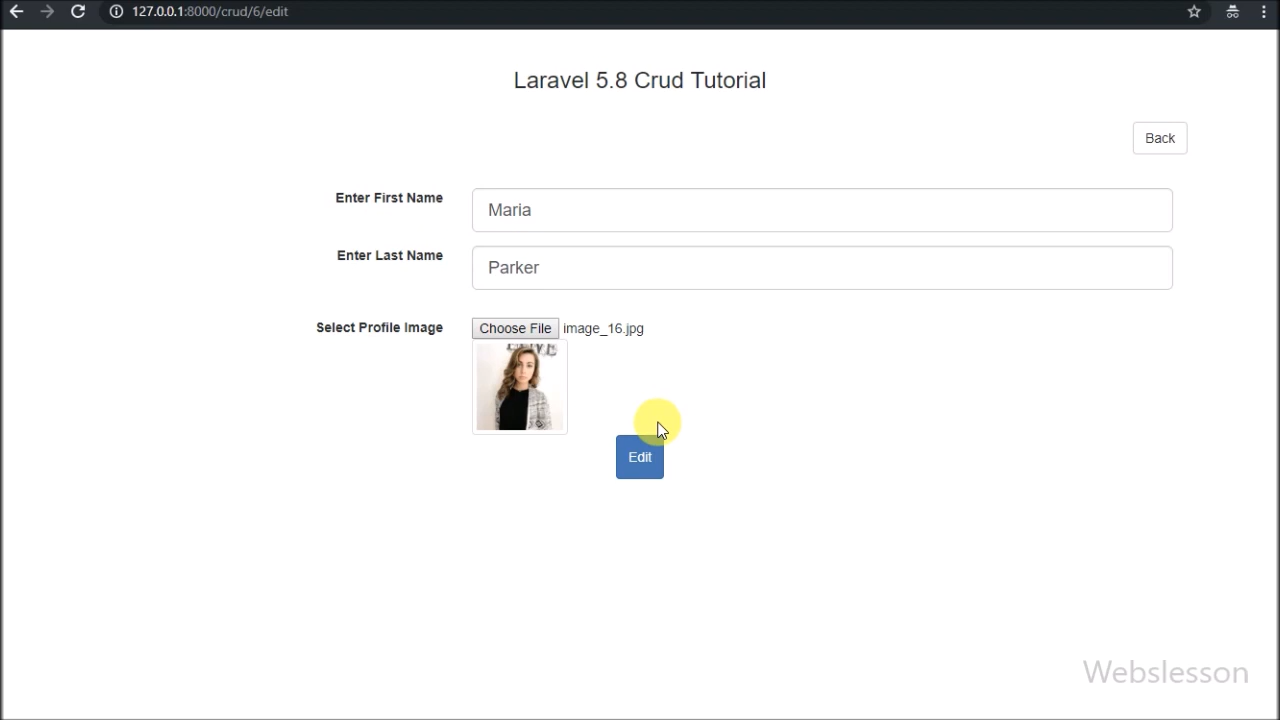 127.0.0.1:8000/crud/6/edit
Laravel 5.8 Crud Tutorial
Back
Enter First Name
Maria
Enter Last Name
Parker
Select Profile Image
Choose File image_16.jpg
Edit
Webslesson